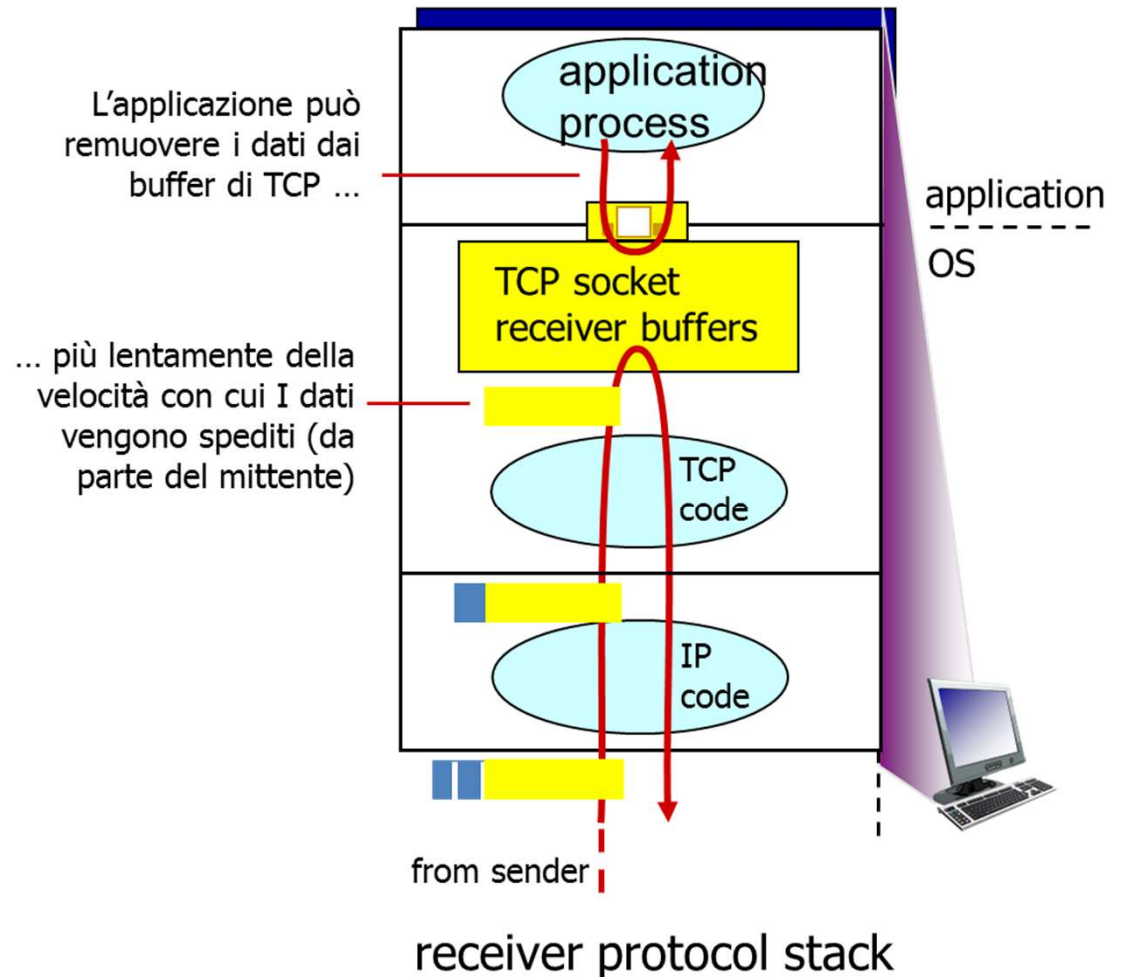 application
process
L'applicazione può
remuovere i dati dai
buffer di TCP ...
application
OS
TCP socket
receiver buffers
... più lentamente della
velocità con cui I dati
vengono spediti (da
parte del mittente)
TCP
code
IP
code
from sender
receiver protocol stack